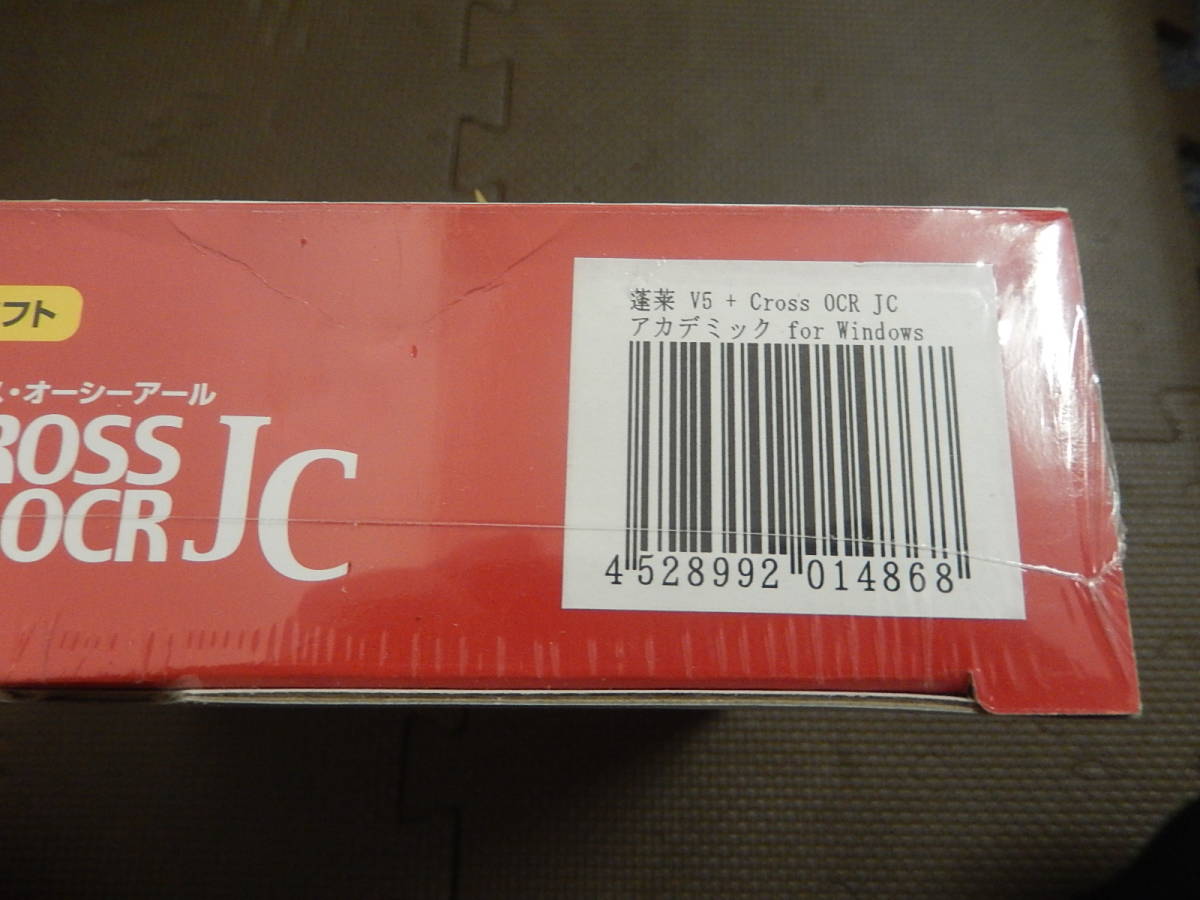 フト
・オーシーアール
ROSS
OCR JC
蓬莱 V5 + Cross OCR JC
アカデミック for Windows
4 528992 014868